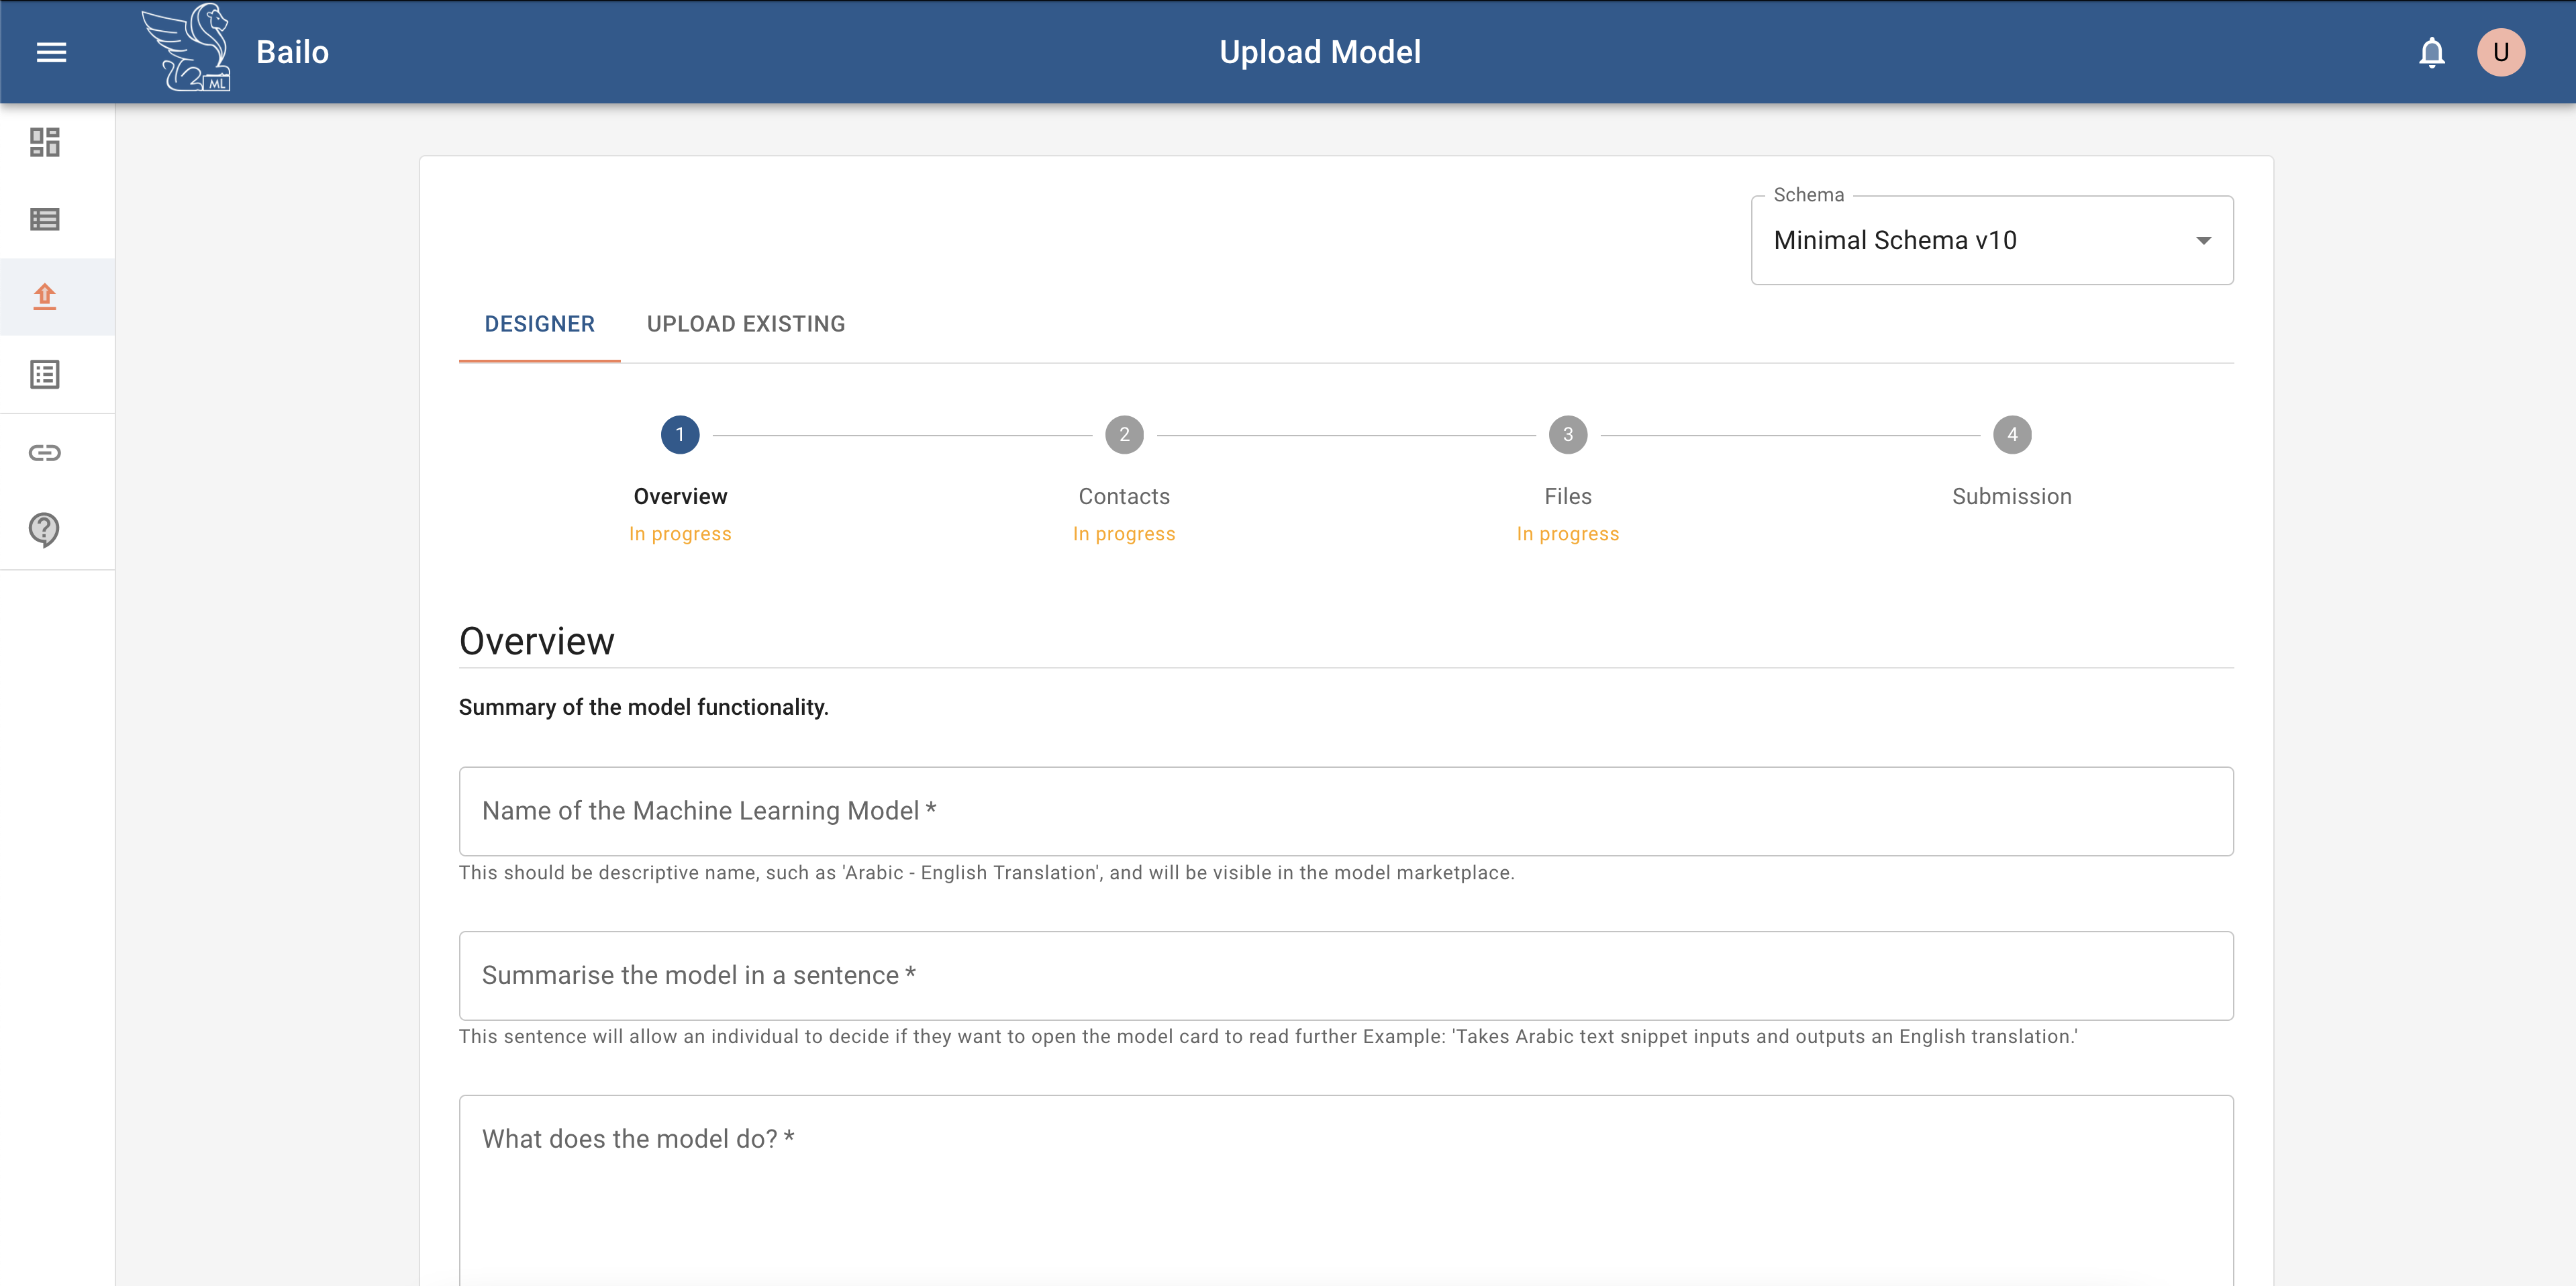 Bailo
Upload Model
U
ML
Schema
Minimal Schema v10
DESIGNER
UPLOAD EXISTING
1
2
3
4
Overview
Contacts
Files
Submission
In progress
In progress
In progress
Overview
Summary of the model functionality.
Name of the Machine Learning Model *
This should be descriptive name, such as 'Arabic - English Translation', and will be visible in the model marketplace.
Summarise the model in a sentence *
This sentence will allow an individual to decide if they want to open the model card to read further Example: 'Takes Arabic text snippet inputs and outputs an English translation.'
What does the model do? *